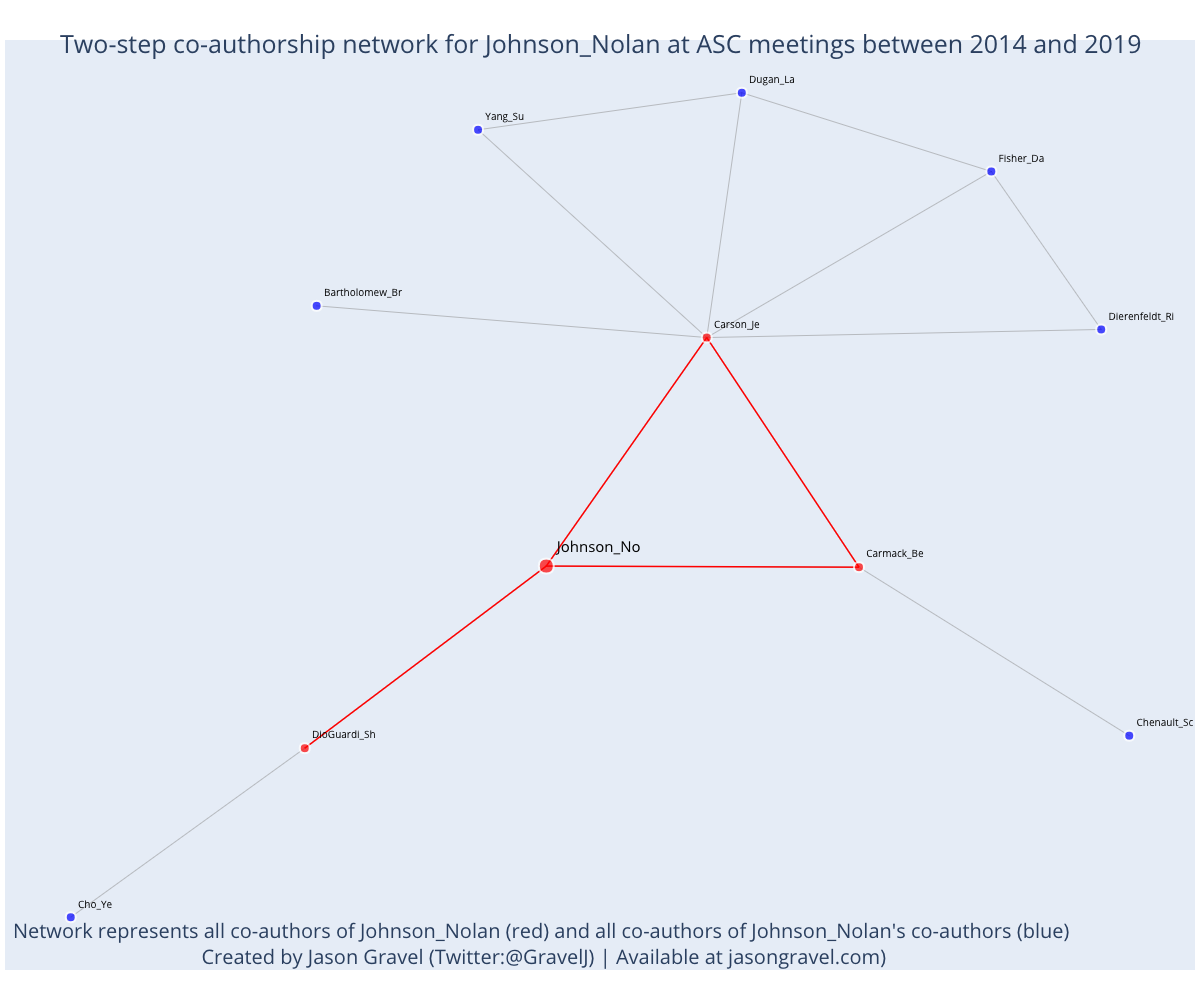 Two-step co-authorship network for Johnson_Nolan at ASC meetings between 2014 and 2019
Dugan_La
Yang_Su
Fisher_Da
Bartholomew_Br
Dierenfeldt_Ri
Carson_Je
Johnson_No
Carmack_Be
Chenault_Sc
DioGuardi_Sh
Cho_Ye
Network represents all co-authors of Johnson_Nolan (red) and all co-authors of Johnson_Nolan's co-authors (blue)
Created by Jason Gravel (Twitter:@GravelJ) | Available at jasongravel.com)